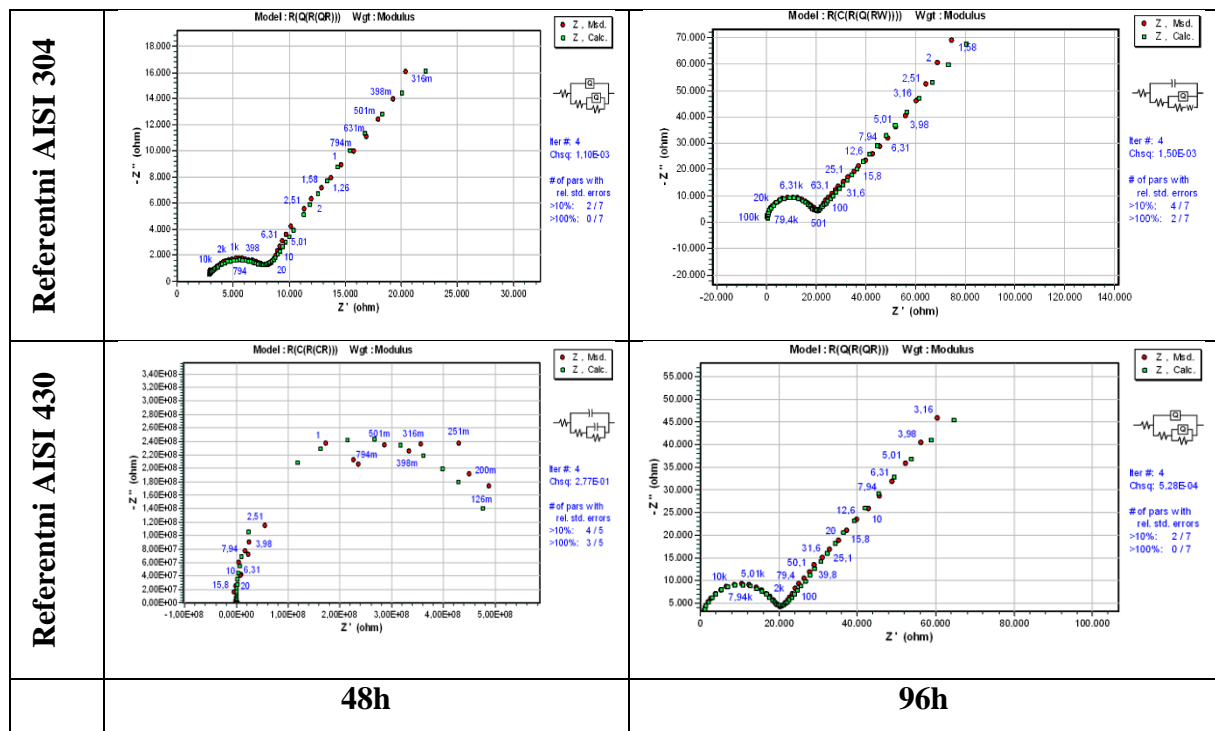 Referentni AISI 304
Model : R(Q(R(QR))) Wgt : Modulus
Z , Msd.
Z , Calc.
-Z'' (ohm)
18.000
16.000
14.000
12.000
10.000
8.000
6.000
4.000
2.000
0
0 5.000 10.000 15.000 20.000 25.000 30.000
Z' (ohm)
316m
398m
501m
631m
794m
1
1,26
1,58
2
2,51
5,01
6,31
10
20
10k 2k 1k 398
794
Q
Q
Iter #: 4
Chsq: 1,10E-03
# of pars with
rel. std. errors
>10%: 2 / 7
>100%: 0 / 7
Model : R(C(R(Q(RW)))) Wgt : Modulus
Z , Msd.
Z , Calc.
-Z'' (ohm)
70.000
60.000
50.000
40.000
30.000
20.000
10.000
0
-10.000
-20.000
-20.000 0 20.000 40.000 60.000 80.000 100.000 120.000 140.000
Z' (ohm)
1,58
2
2,51
3,16
3,98
5,01
6,31
7,94
12,6
15,8
25,1
31,6
20k 6,31k 63,1
100
100k 79,4k 501
Q
Iter #: 4
Chsq: 1,50E-03
# of pars with
rel. std. errors
>10%: 4 / 7
>100%: 2 / 7
Referentni AISI 430
Model : R(C(R(CR))) Wgt : Modulus
Z , Msd.
Z , Calc.
-Z'' (ohm)
3,40E+08
3,20E+08
3,00E+08
2,80E+08
2,60E+08
2,40E+08
2,20E+08
2,00E+08
1,80E+08
1,60E+08
1,40E+08
1,20E+08
1,00E+08
8,00E+07
6,00E+07
4,00E+07
2,00E+07
0,00E+00
-1,00E+08 0,00E+00 1,00E+08 2,00E+08 3,00E+08 4,00E+08 5,00E+08
Z' (ohm)
1 501m 316m 251m
794m 398m
200m
126m
2,51
7,94 3,98
10 6,31
15,8 20
Iter #: 4
Chsq: 2,77E-01
# of pars with
rel. std. errors
>10%: 4 / 5
>100%: 3 / 5
Model : R(Q(R(QR))) Wgt : Modulus
Z , Msd.
Z , Calc.
-Z'' (ohm)
55.000
50.000
45.000
40.000
35.000
30.000
25.000
20.000
15.000
10.000
5.000
0 20.000 40.000 60.000 80.000 100.000
Z' (ohm)
3,16
3,98
5,01
6,31
7,94
10
12,6
15,8
20
25,1
31,6
39,8
50,1
79,4
10k 5,01k 2k
7,94k 100
Q
Q
Iter #: 4
Chsq: 5,28E-04
# of pars with
rel. std. errors
>10%: 2 / 7
>100%: 0 / 7
48h
96h